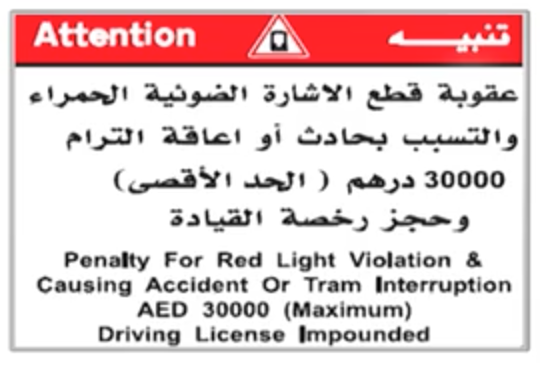 Attention تنبيه
عقوبة قطع الاشارة الضوئية الحمراء
والتسبب بحادث أو اعاقة الترام
30000 درهم ( الحد الأقصى)
وحجز رخصة القيادة
Penalty For Red Light Violation &
Causing Accident Or Tram Interruption
AED 30000 (Maximum)
Driving License Impounded